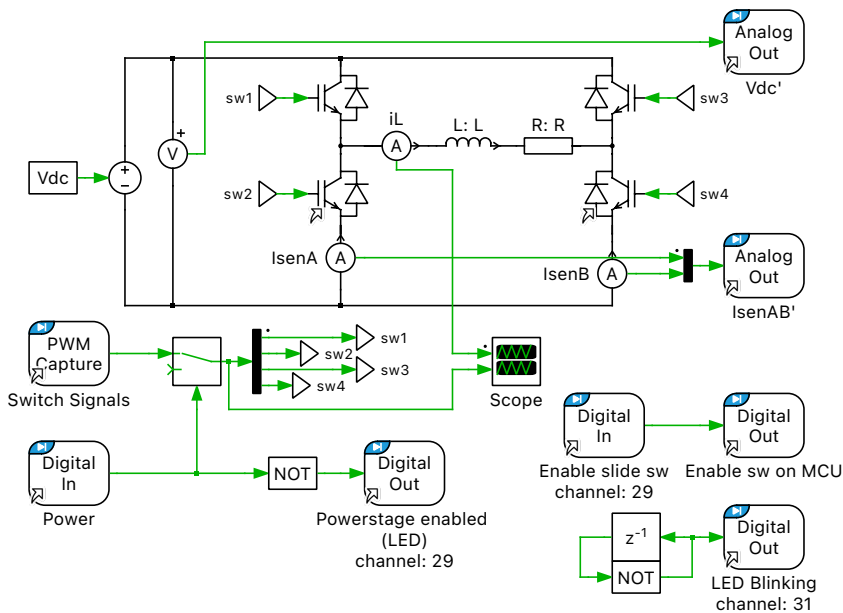 Analog
Out
Vdc'
sw1
sw3
iL
L: L
R: R
A
+
V
Vdc
+
−
sw2
sw4
IsenA
A
IsenB
A
Analog
Out
IsenAB'
PWM
Capture
Switch Signals
sw1
sw2
sw3
sw4
Scope
Digital
In
Enable slide sw
channel: 29
Digital
Out
Enable sw on MCU
Digital
In
Power
NOT
Digital
Out
Powerstage enabled
(LED)
channel: 29
z-1
NOT
Digital
Out
LED Blinking
channel: 31